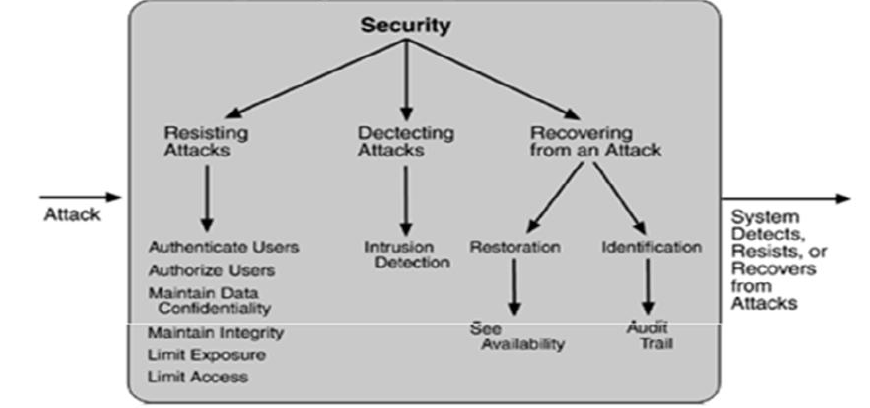 Security
Resisting
Attacks
Dectecting
Attacks
Recovering
from an Attack
Attack
Authenticate Users
Authorize Users
Maintain Data
Confidentiality
Maintain Integrity
Limit Exposure
Limit Access
Intrusion
Detection
Restoration
See
Availability
Identification
Audit
Trail
System
Detects,
Resists, or
Recovers
from
Attacks